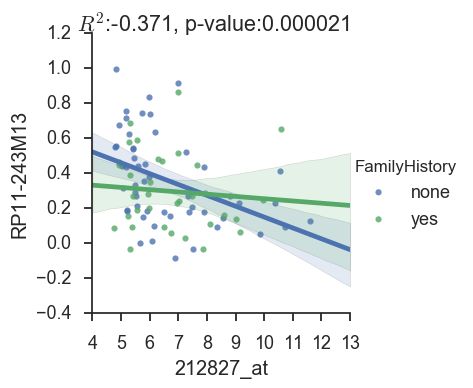 R²:-0.371, p-value:0.000021
1.2
1.0
0.8
0.6
0.4
0.2
0.0
−0.2
−0.4
RP11-243M13
4 5 6 7 8 9 10 11 12 13
212827_at
FamilyHistory
none
yes